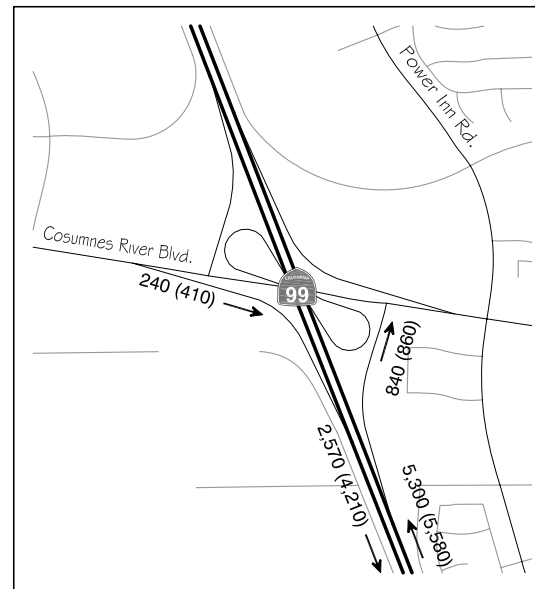 Power Inn Rd.
Cosumnes River Blvd.
240 (410)
CALIFORNIA
99
840 (860)
2,570 (4,210)
5,300 (5,580)